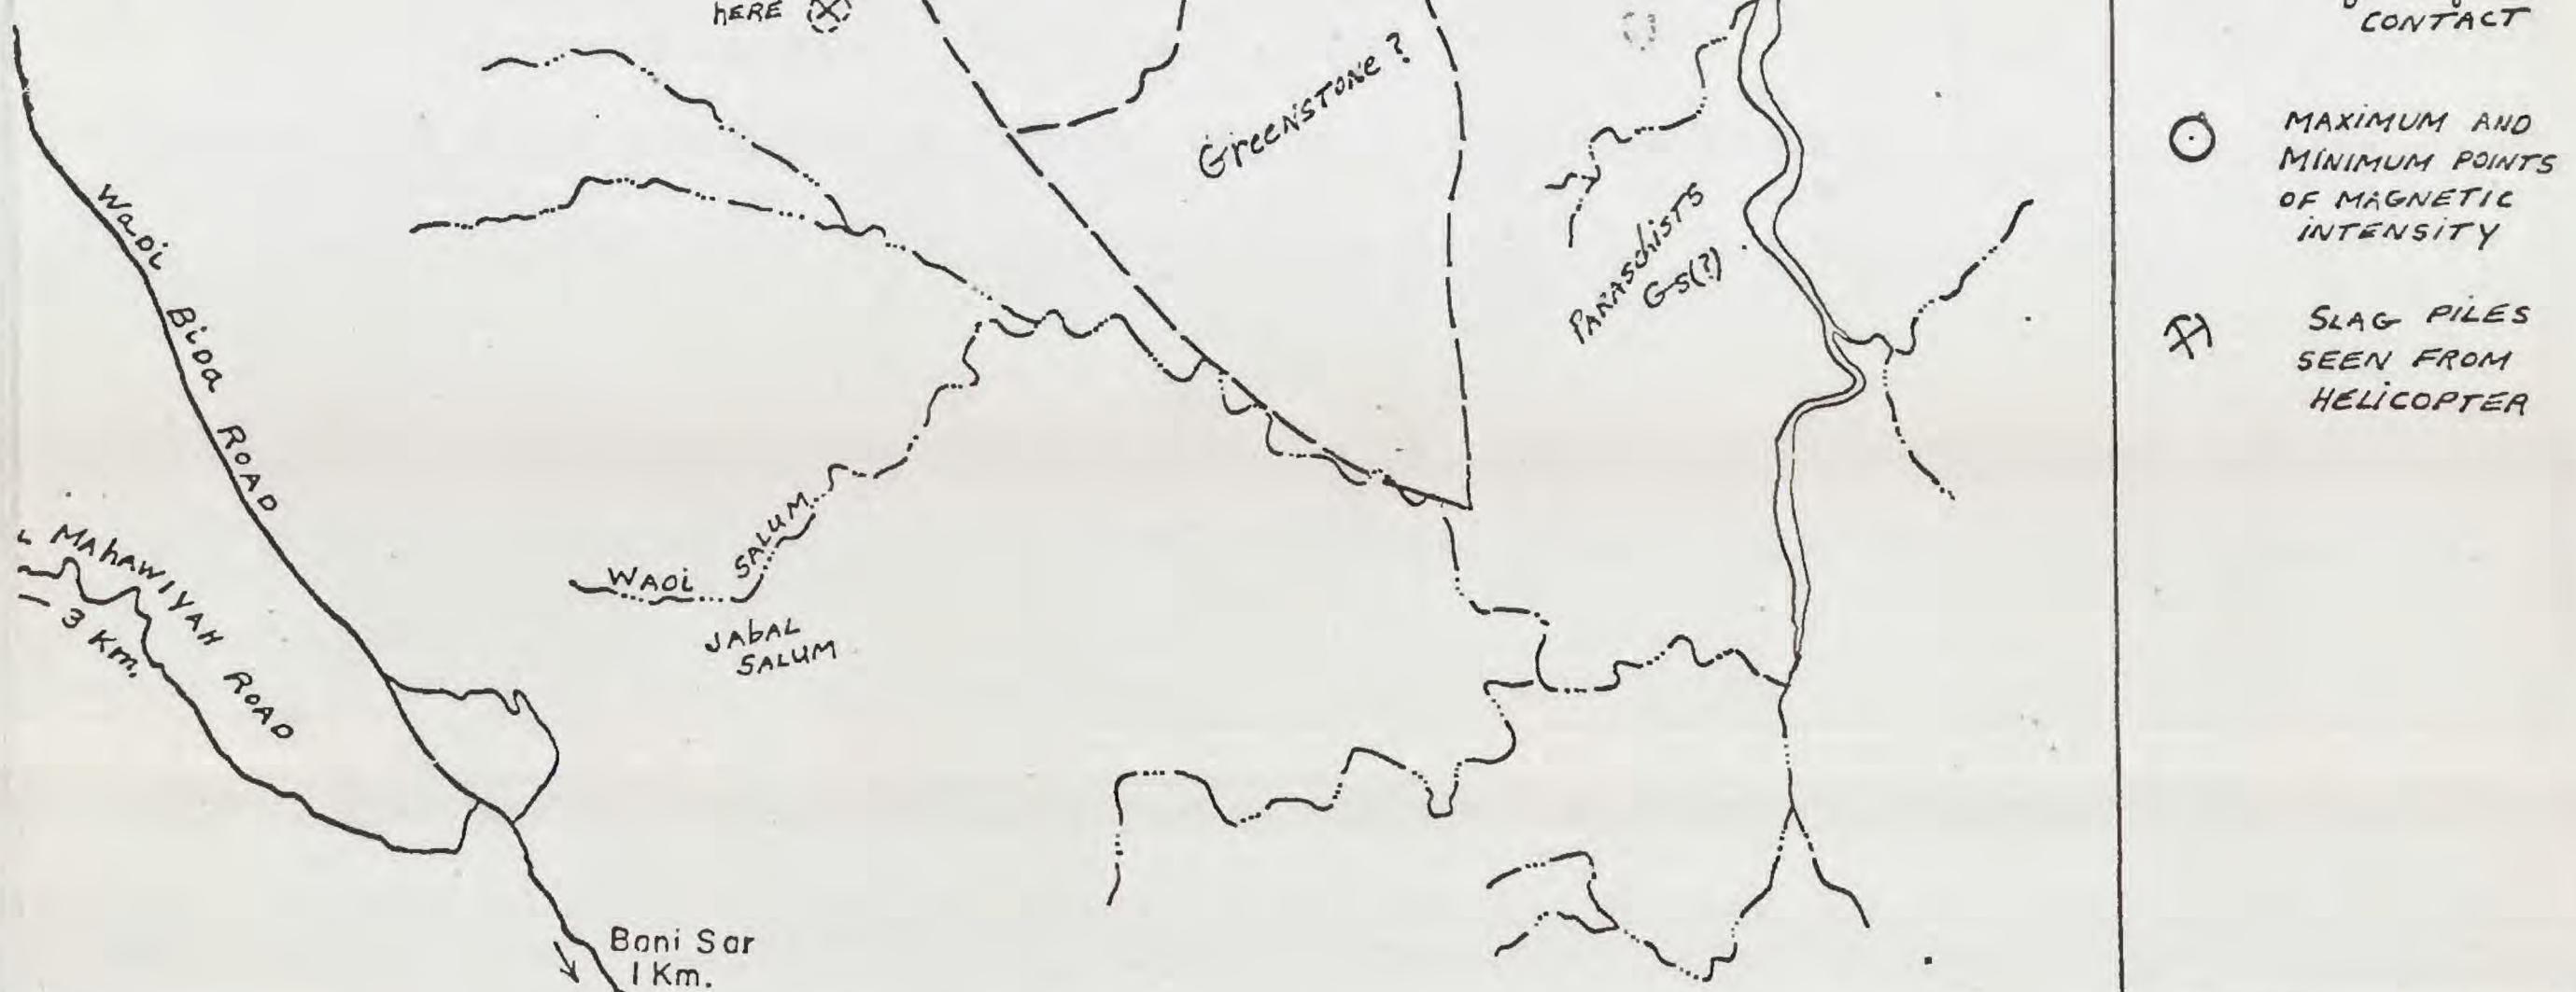 hERE
CONTACT
Greenstone ?
MAXIMUM AND
MINIMUM POINTS
OF MAGNETIC
INTENSITY
PARAschists
Gs(?)
Wadi Bida ROAD
SLAG PILES
SEEN FROM
HELICOPTER
MAhAWIYAH ROAD
3 Km.
WADI SALUM
JAbAL
SALUM
Bani Sar
1 Km.